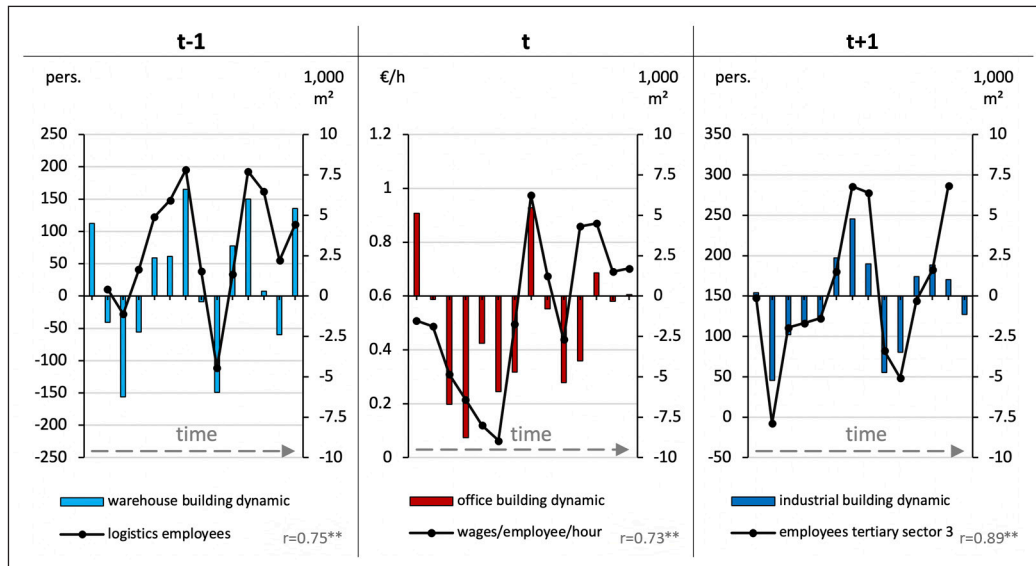 t-1
t
t+1
pers.
1,000
m²
€/h
1,000
m²
pers.
1,000
m²
250
200
150
100
50
0
-50
-100
-150
-200
-250
10
7.5
5
2.5
0
-2.5
-5
-7.5
-10
time
1.2
1
0.8
0.6
0.4
0.2
0
10
7.5
5
2.5
0
-2.5
-5
-7.5
-10
time
350
300
250
200
150
100
50
0
-50
10
7.5
5
2.5
0
-2.5
-5
-7.5
-10
time
warehouse building dynamic
logistics employees
r=0.75**
office building dynamic
wages/employee/hour
r=0.73**
industrial building dynamic
employees tertiary sector 3
r=0.89**